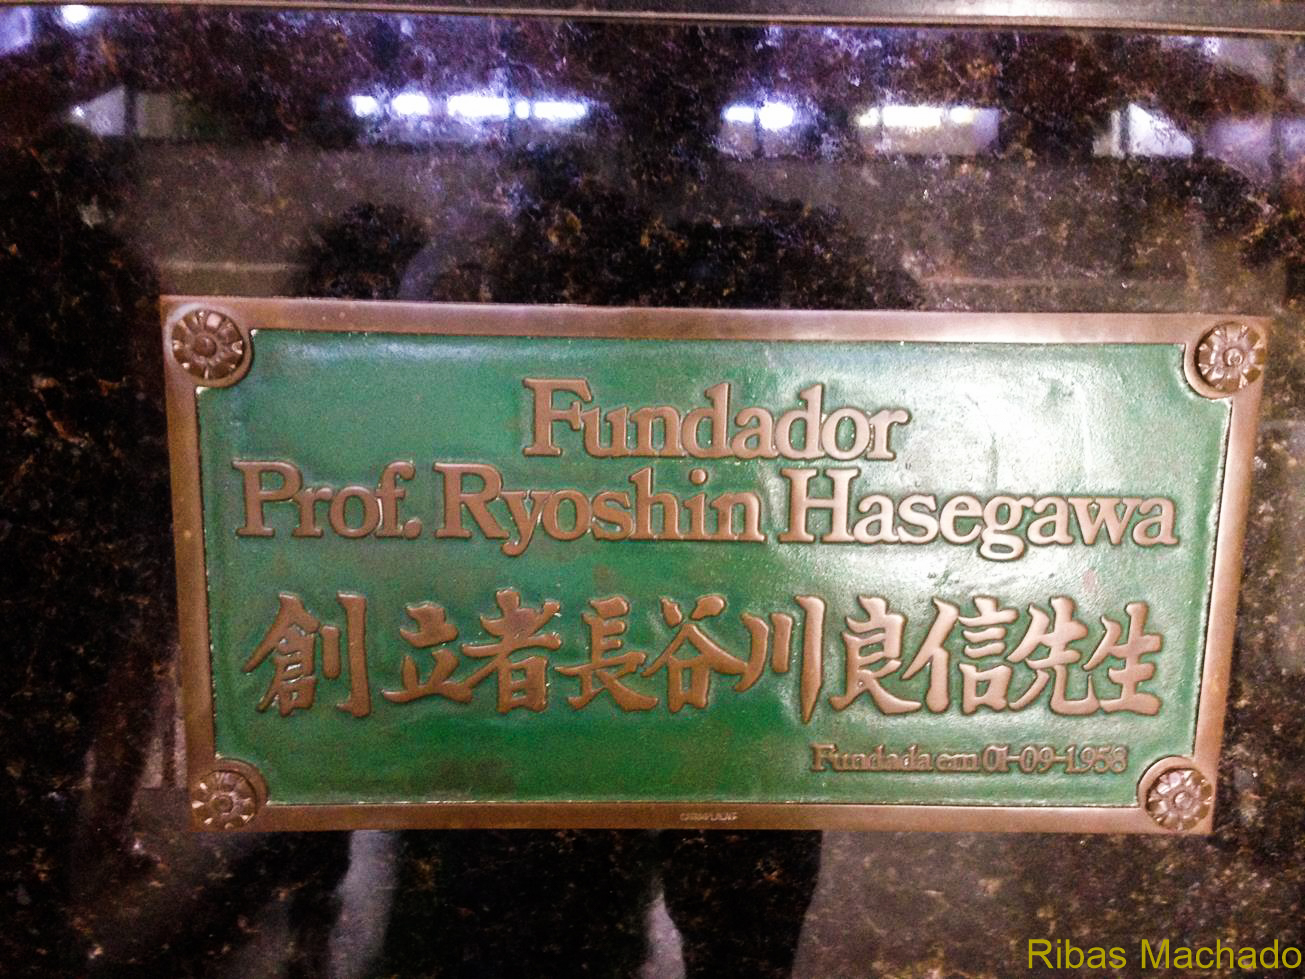 Fundador
Prof. Ryoshin Hasegawa
創立者長谷川良信先生
Fundada em 01-09-1958
Ribas Machado